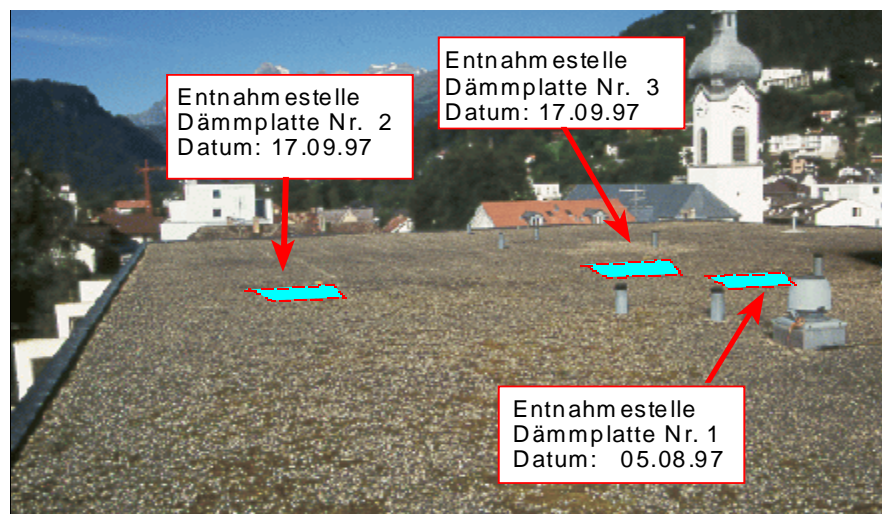 Entnahmestelle
Dämmplatte Nr. 2
Datum: 17.09.97
Entnahmestelle
Dämmplatte Nr. 3
Datum: 17.09.97
Entnahmestelle
Dämmplatte Nr. 1
Datum: 05.08.97